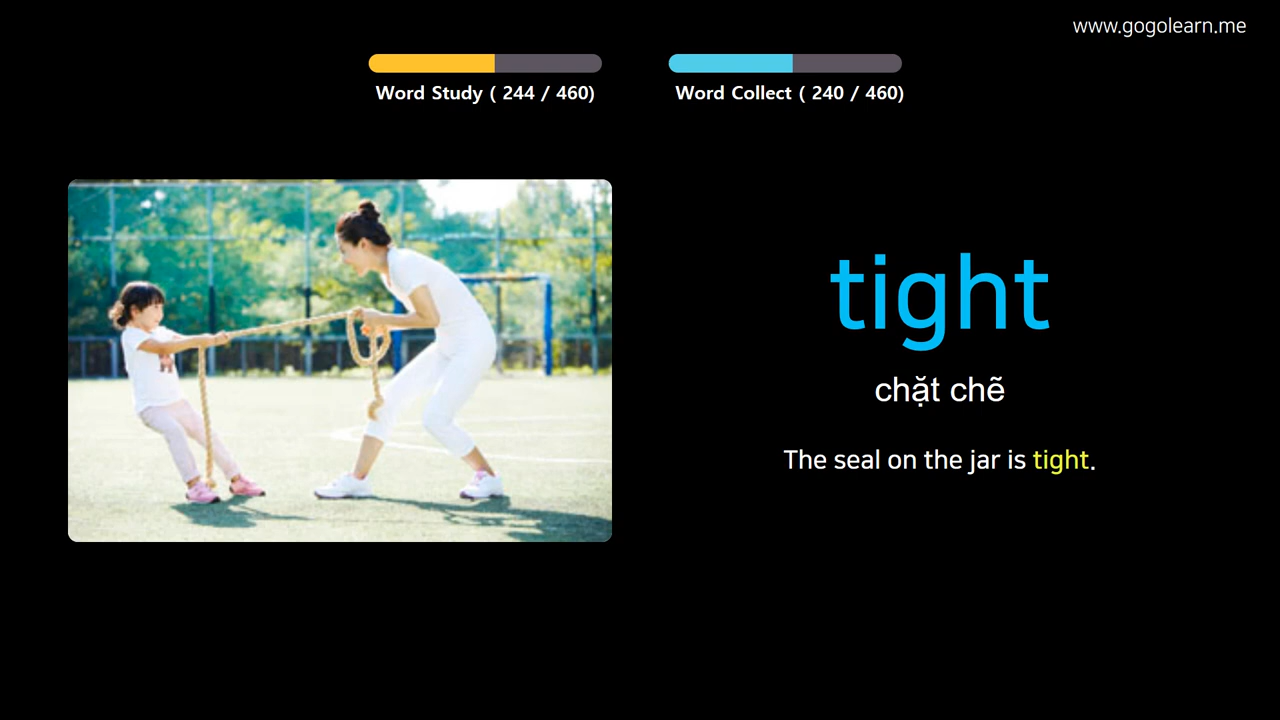 www.gogolearn.me
Word Study ( 244 / 460)
Word Collect ( 240 / 460)
tight
chặt chẽ
The seal on the jar is tight.